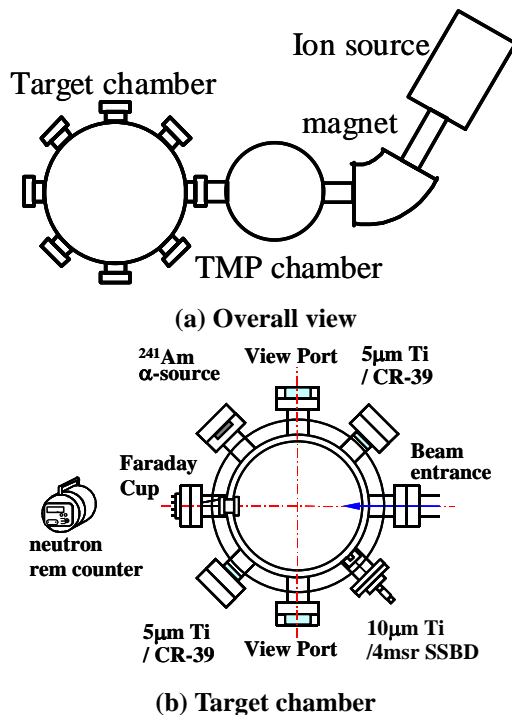 Ion source
Target chamber
magnet
TMP chamber
(a) Overall view
²⁴¹Am
α-source
View Port
5μm Ti
/ CR-39
Faraday
Cup
Beam
entrance
neutron
rem counter
5μm Ti
/ CR-39
View Port
10μm Ti
/4msr SSBD
(b) Target chamber